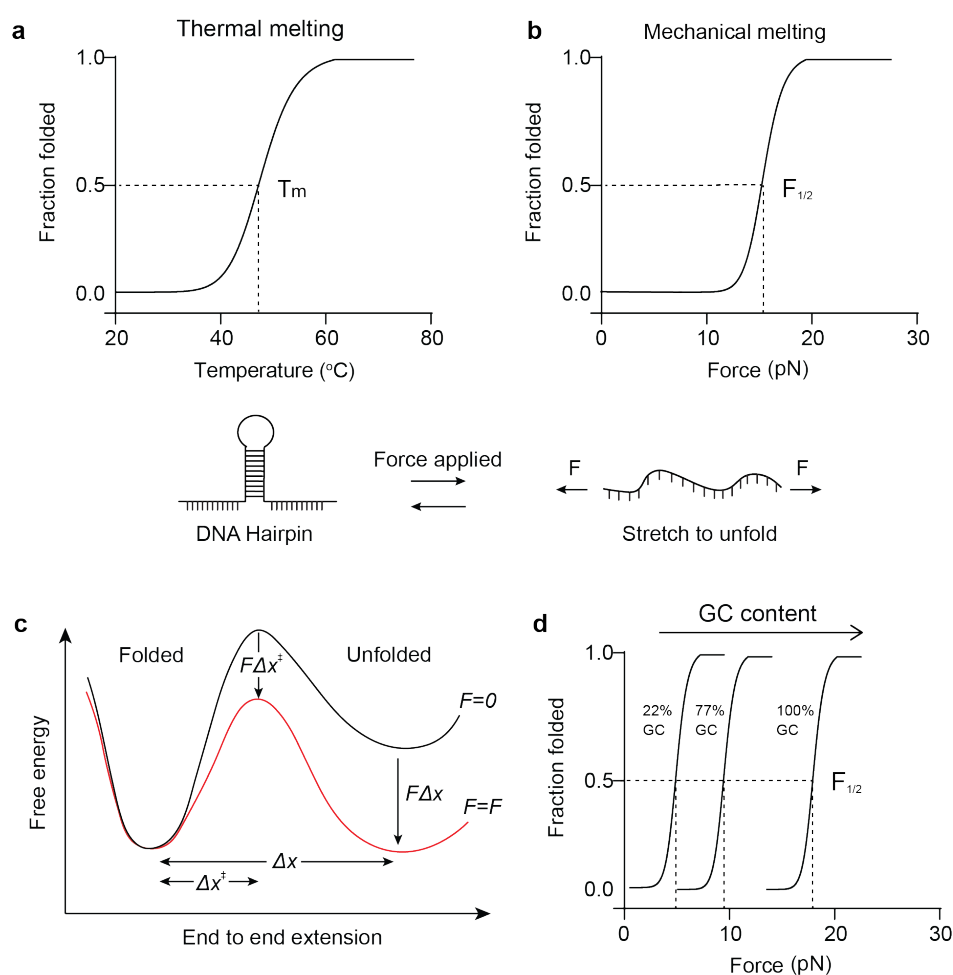 a
Thermal melting
Fraction folded
1.0
0.5
0.0
Tm
20 40 60 80
Temperature (°C)
b
Mechanical melting
Fraction folded
1.0
0.5
0.0
F1/2
0 10 20 30
Force (pN)
DNA Hairpin
Force applied
F F
Stretch to unfold
c
Free energy
Folded
Unfolded
FΔx‡
F=0
FΔx
F=F
Δx
Δx‡
End to end extension
d
GC content
Fraction folded
1.0
0.5
0.0
22%
GC
77%
GC
100%
GC
F1/2
0 10 20 30
Force (pN)